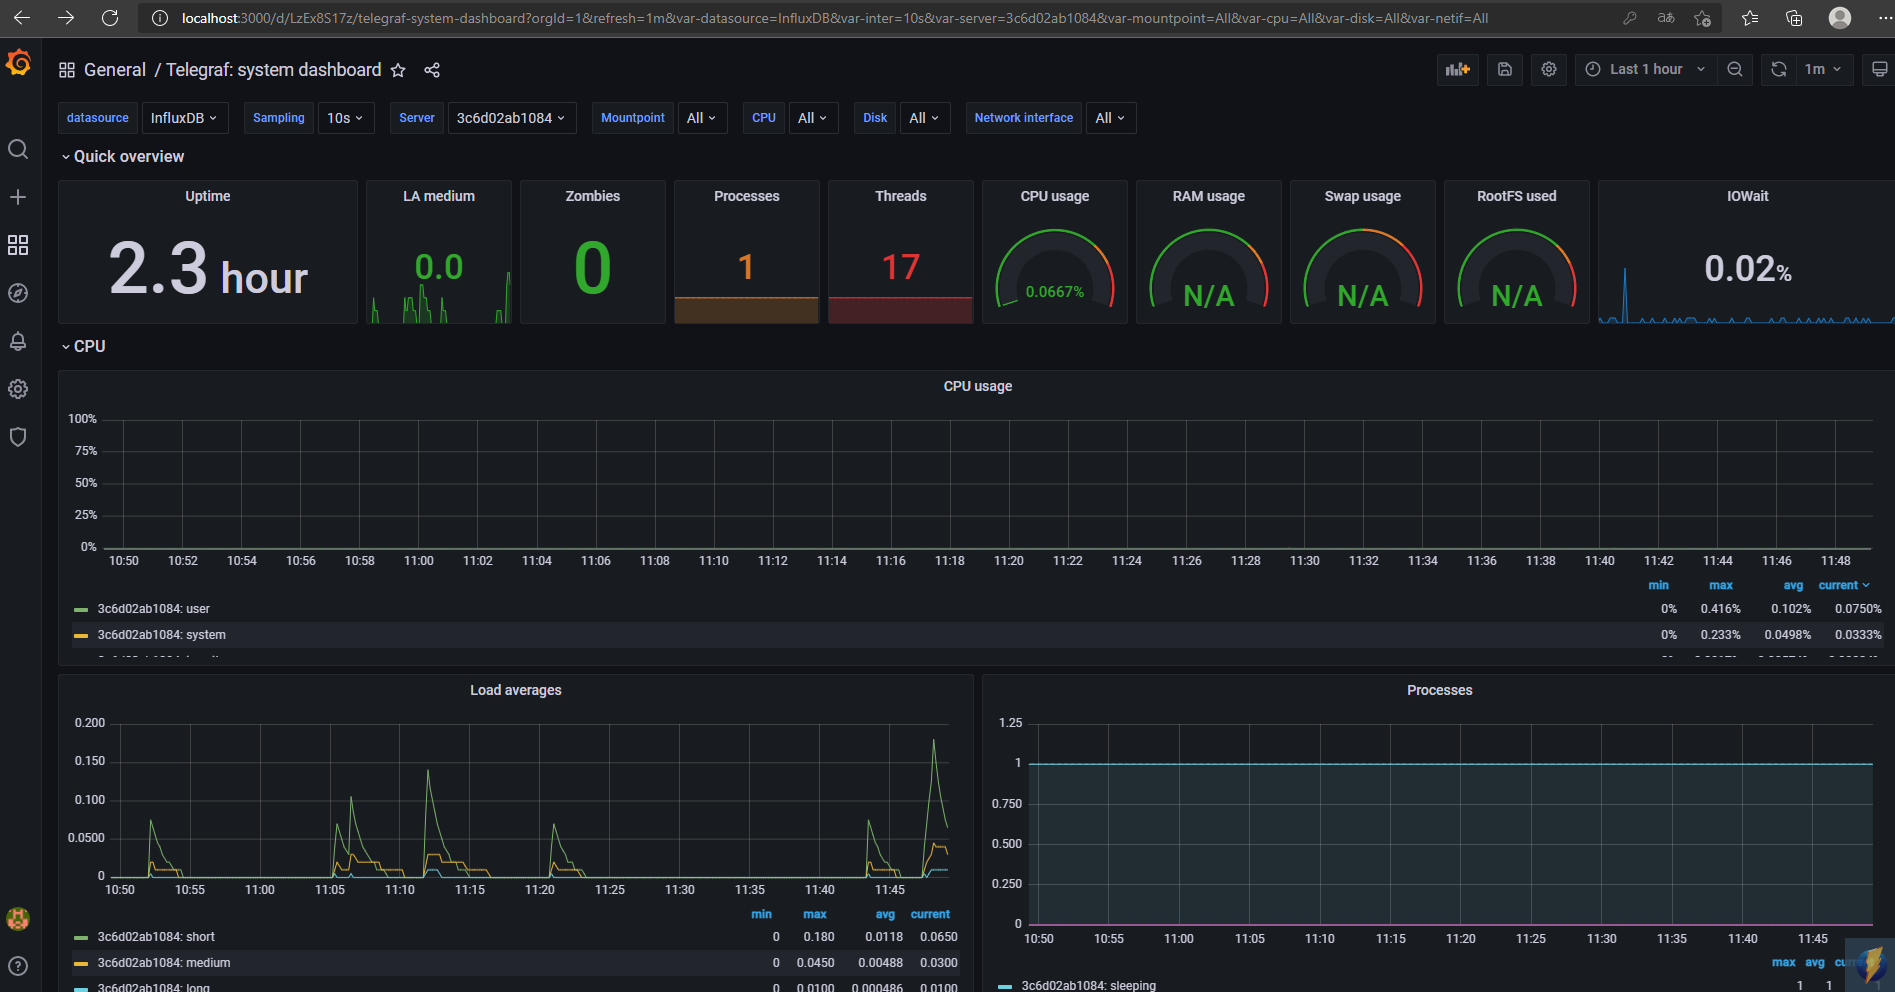 localhost:3000/d/LzEx8S17z/telegraf-system-dashboard?orgId=1&refresh=1m&var-datasource=InfluxDB&var-inter=10s&var-server=3c6d02ab1084&var-mountpoint=All&var-cpu=All&var-disk=All&var-netif=All
General / Telegraf: system dashboard
Last 1 hour
1m
datasource InfluxDB Sampling 10s Server 3c6d02ab1084 Mountpoint All CPU All Disk All Network interface All
Quick overview
Uptime LA medium Zombies Processes Threads CPU usage RAM usage Swap usage RootFS used IOWait
2.3 hour 0.0 0 1 17 0.0667% N/A N/A N/A 0.02%
CPU
CPU usage
100%
75%
50%
25%
0%
10:50 10:52 10:54 10:56 10:58 11:00 11:02 11:04 11:06 11:08 11:10 11:12 11:14 11:16 11:18 11:20 11:22 11:24 11:26 11:28 11:30 11:32 11:34 11:36 11:38 11:40 11:42 11:44 11:46 11:48
min max avg current
3c6d02ab1084: user 0% 0.416% 0.102% 0.0750%
3c6d02ab1084: system 0% 0.233% 0.0498% 0.0333%
Load averages
0.200
0.150
0.100
0.0500
0
10:50 10:55 11:00 11:05 11:10 11:15 11:20 11:25 11:30 11:35 11:40 11:45
min max avg current
3c6d02ab1084: short 0 0.180 0.0118 0.0650
3c6d02ab1084: medium 0 0.0450 0.00488 0.0300
3c6d02ab1084: long 0 0.0100 0.000486 0.0100
Processes
1.25
1
0.750
0.500
0.250
0
10:50 10:55 11:00 11:05 11:10 11:15 11:20 11:25 11:30 11:35 11:40 11:45
max avg
3c6d02ab1084: sleeping 1 1